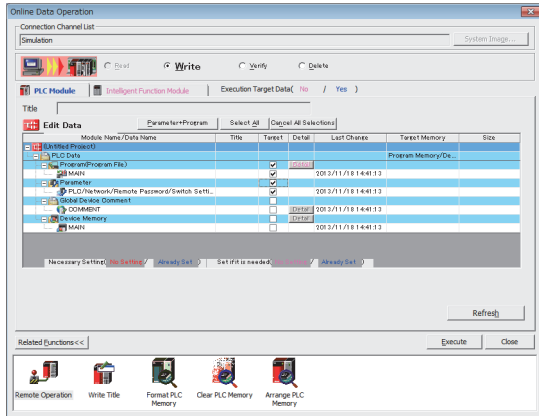 Online Data Operation
Connection Channel List
Simulation
System Image...
Read
Write
Verify
Delete
PLC Module
Intelligent Function Module
Execution Target Data( No / Yes )
Title
Edit Data
Parameter+Program
Select All
Cancel All Selections
Module Name/Data Name Title Target Detail Last Change Target Memory Size
(Untitled Project)
PLC Data Program Memory/De...
Program(Program File) Detail
MAIN 2013/11/18 14:41:13
Parameter
PLC/Network/Remote Password/Switch Setti... 2013/11/18 14:41:13
Global Device Comment
COMMENT Detail 2013/11/18 14:41:13
Device Memory Detail
MAIN 2013/11/18 14:41:13
Necessary Setting( No Setting / Already Set ) Set if it is needed( No Setting / Already Set )
Refresh
Related Functions<<
Execute
Close
Remote Operation
Write Title
Format PLC Memory
Clear PLC Memory
Arrange PLC Memory